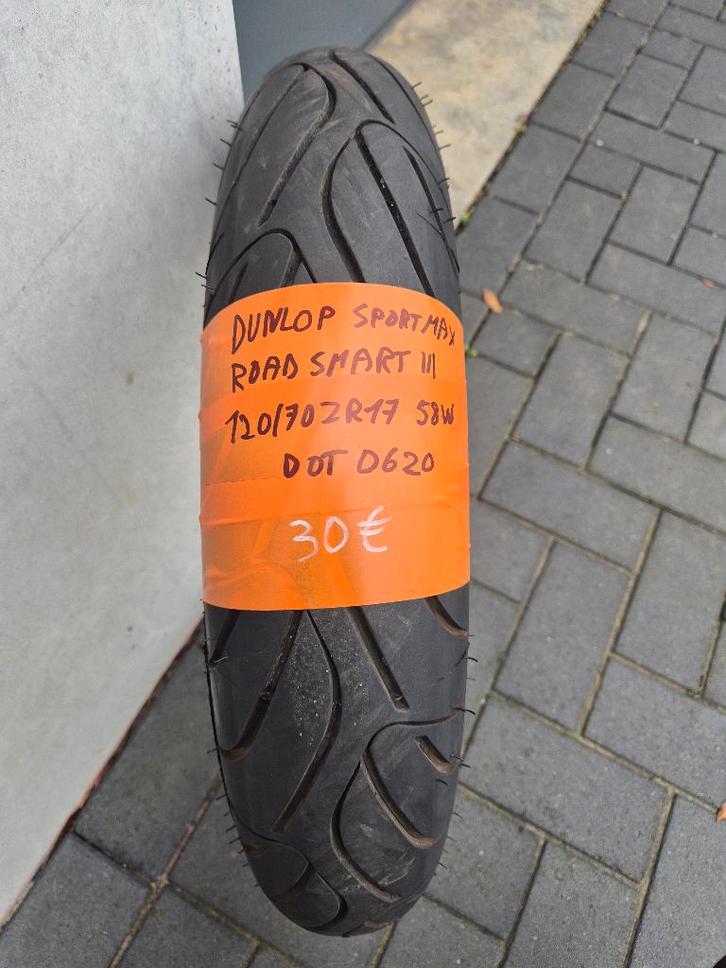 DUNLOP SPORTMAX
ROAD SMART III
120/70ZR17 58W
DOT 0620
30€